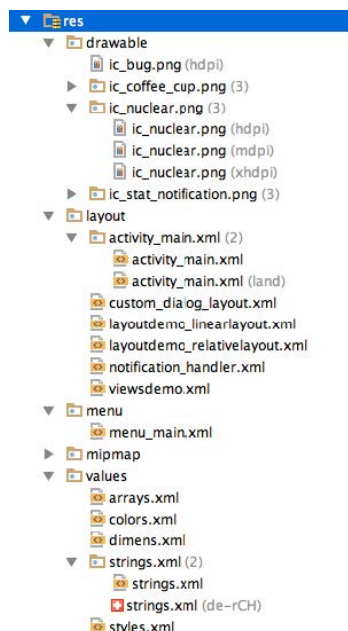 res
drawable
ic_bug.png (hdpi)
ic_coffee_cup.png (3)
ic_nuclear.png (3)
ic_nuclear.png (hdpi)
ic_nuclear.png (mdpi)
ic_nuclear.png (xhdpi)
ic_stat_notification.png (3)
layout
activity_main.xml (2)
activity_main.xml
activity_main.xml (land)
custom_dialog_layout.xml
layoutdemo_linearlayout.xml
layoutdemo_relativelayout.xml
notification_handler.xml
viewsdemo.xml
menu
menu_main.xml
mipmap
values
arrays.xml
colors.xml
dimens.xml
strings.xml (2)
strings.xml
strings.xml (de-rCH)
styles.xml